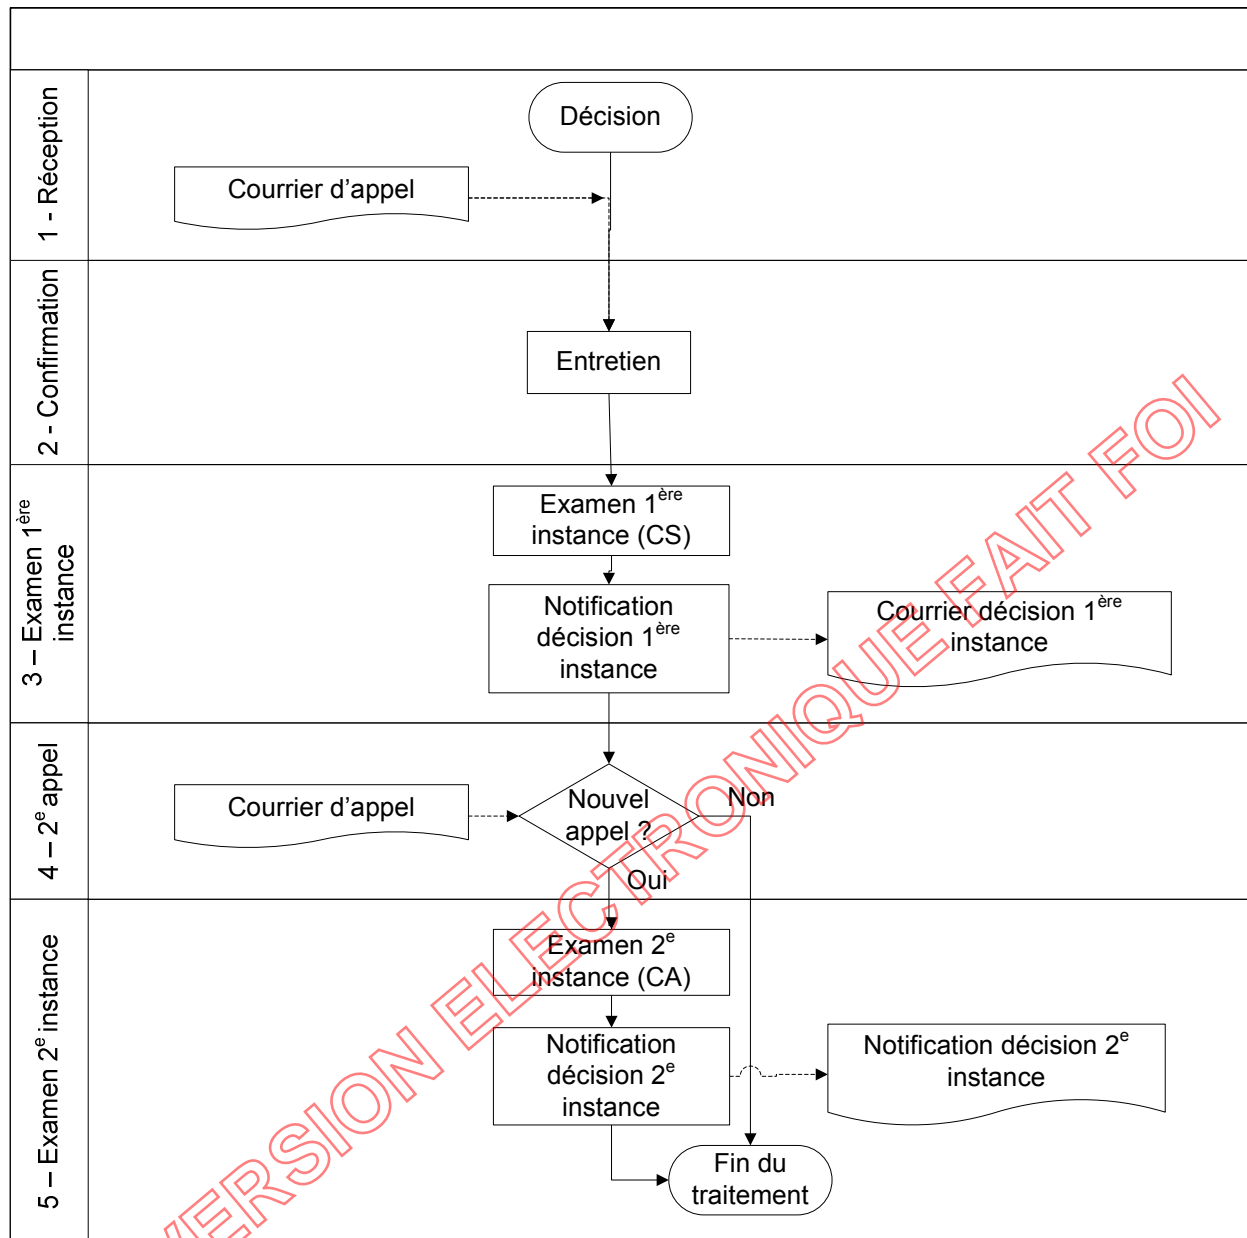 1 - Réception
Décision
Courrier d'appel
2 - Confirmation
Entretien
3 – Examen 1ère
instance
Examen 1ère
instance (CS)
Notification
décision 1ère
instance
Courrier décision 1ère
instance
4 – 2e appel
Courrier d'appel
Nouvel
appel ?
Non
Oui
5 – Examen 2e instance
Examen 2e
instance (CA)
Notification
décision 2e
instance
Notification décision 2e
instance
Fin du
traitement
VERSION ELECTRONIQUE FAIT FOI